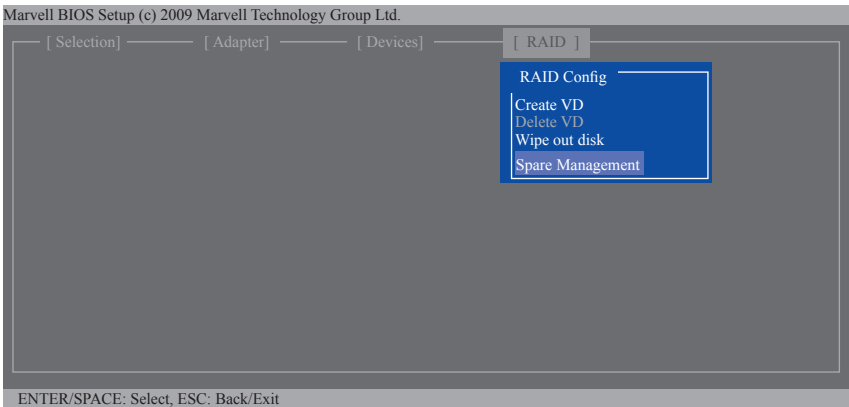 Marvell BIOS Setup (c) 2009 Marvell Technology Group Ltd.
[ Selection] [ Adapter] [ Devices] [ RAID ]
RAID Config
Create VD
Delete VD
Wipe out disk
Spare Management
ENTER/SPACE: Select, ESC: Back/Exit